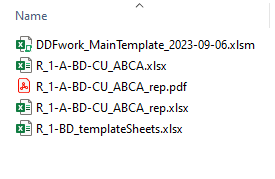 Name
DDFwork_MainTemplate_2023-09-06.xlsm
R_1-A-BD-CU_ABCA.xlsx
R_1-A-BD-CU_ABCA_rep.pdf
R_1-A-BD-CU_ABCA_rep.xlsx
R_1-BD_templateSheets.xlsx